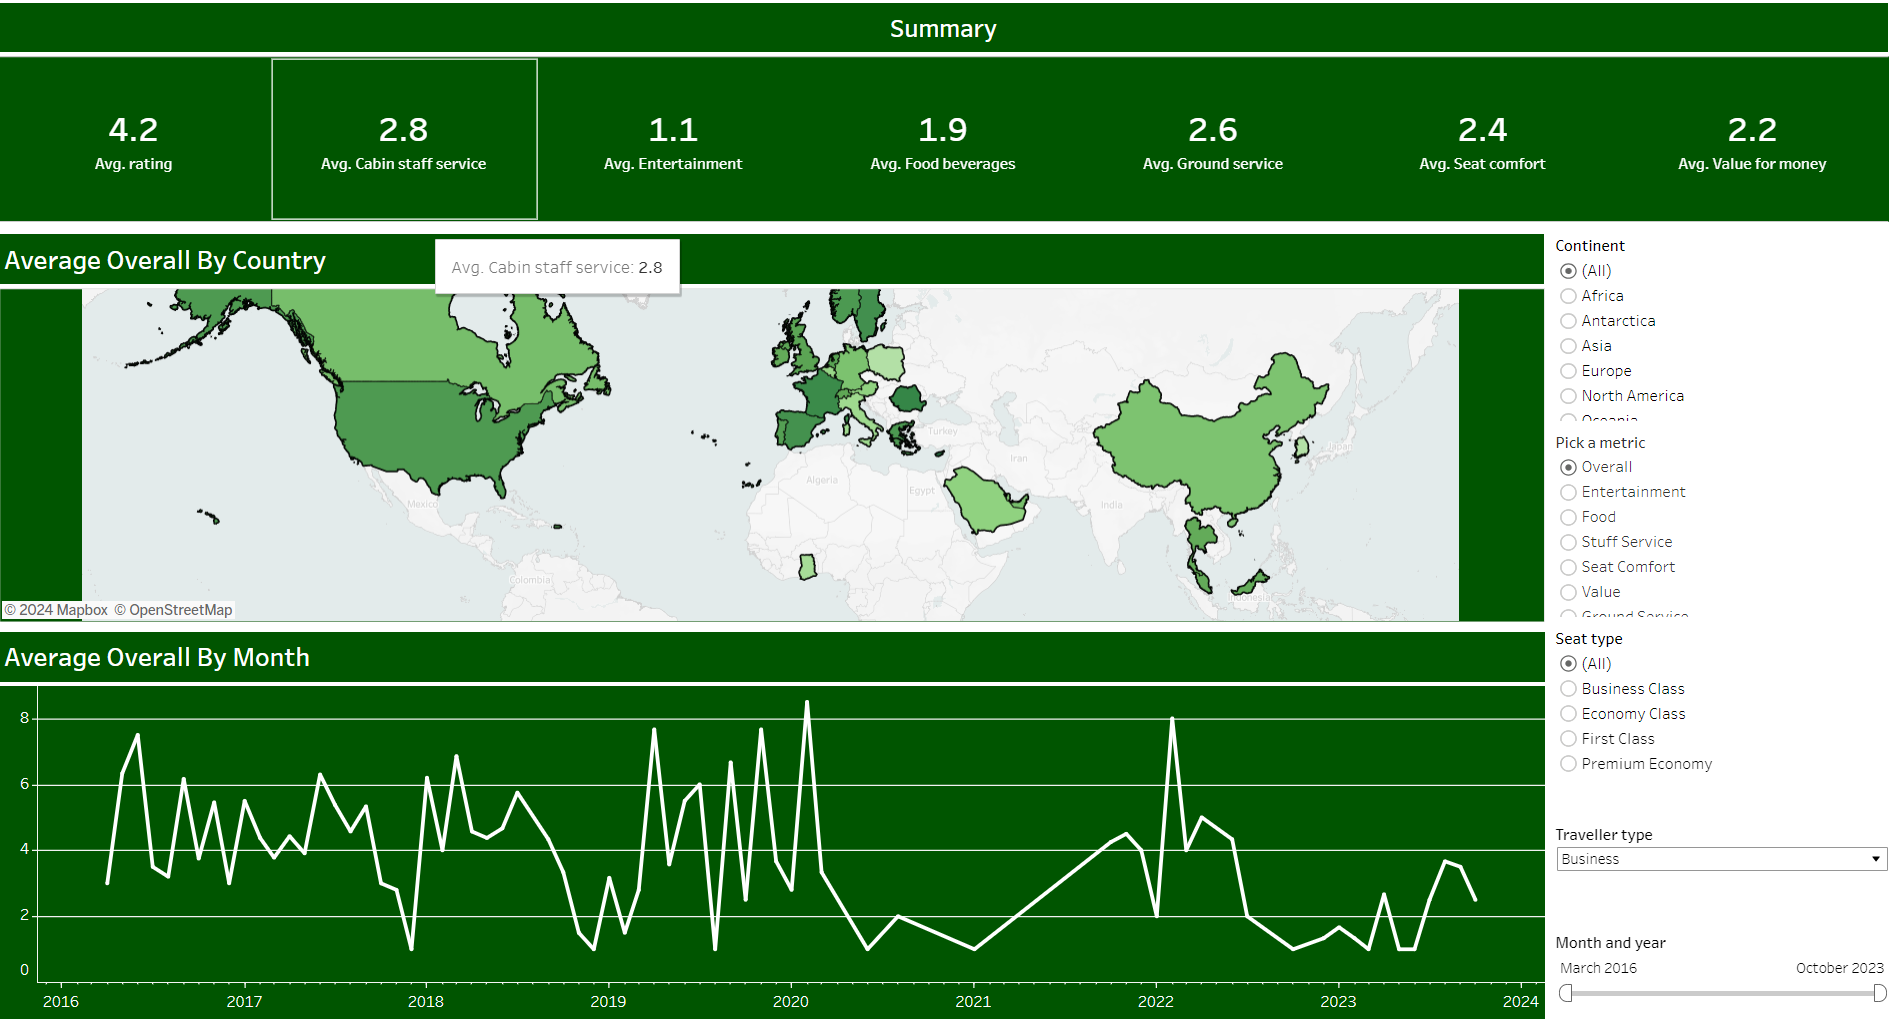 Summary
4.2
Avg. rating
2.8
Avg. Cabin staff service
1.1
Avg. Entertainment
1.9
Avg. Food beverages
2.6
Avg. Ground service
2.4
Avg. Seat comfort
2.2
Avg. Value for money
Average Overall By Country
Avg. Cabin staff service: 2.8
Turkey
Iran
Algeria
Egypt
India
Mexico
Colombia
Indonesia
© 2024 Mapbox © OpenStreetMap
Continent
(All)
Africa
Antarctica
Asia
Europe
North America
Oceania
Pick a metric
Overall
Entertainment
Food
Stuff Service
Seat Comfort
Value
Ground Service
Seat type
(All)
Business Class
Economy Class
First Class
Premium Economy
Traveller type
Business
Month and year
March 2016 October 2023
Average Overall By Month
8
6
4
2
0
2016 2017 2018 2019 2020 2021 2022 2023 2024